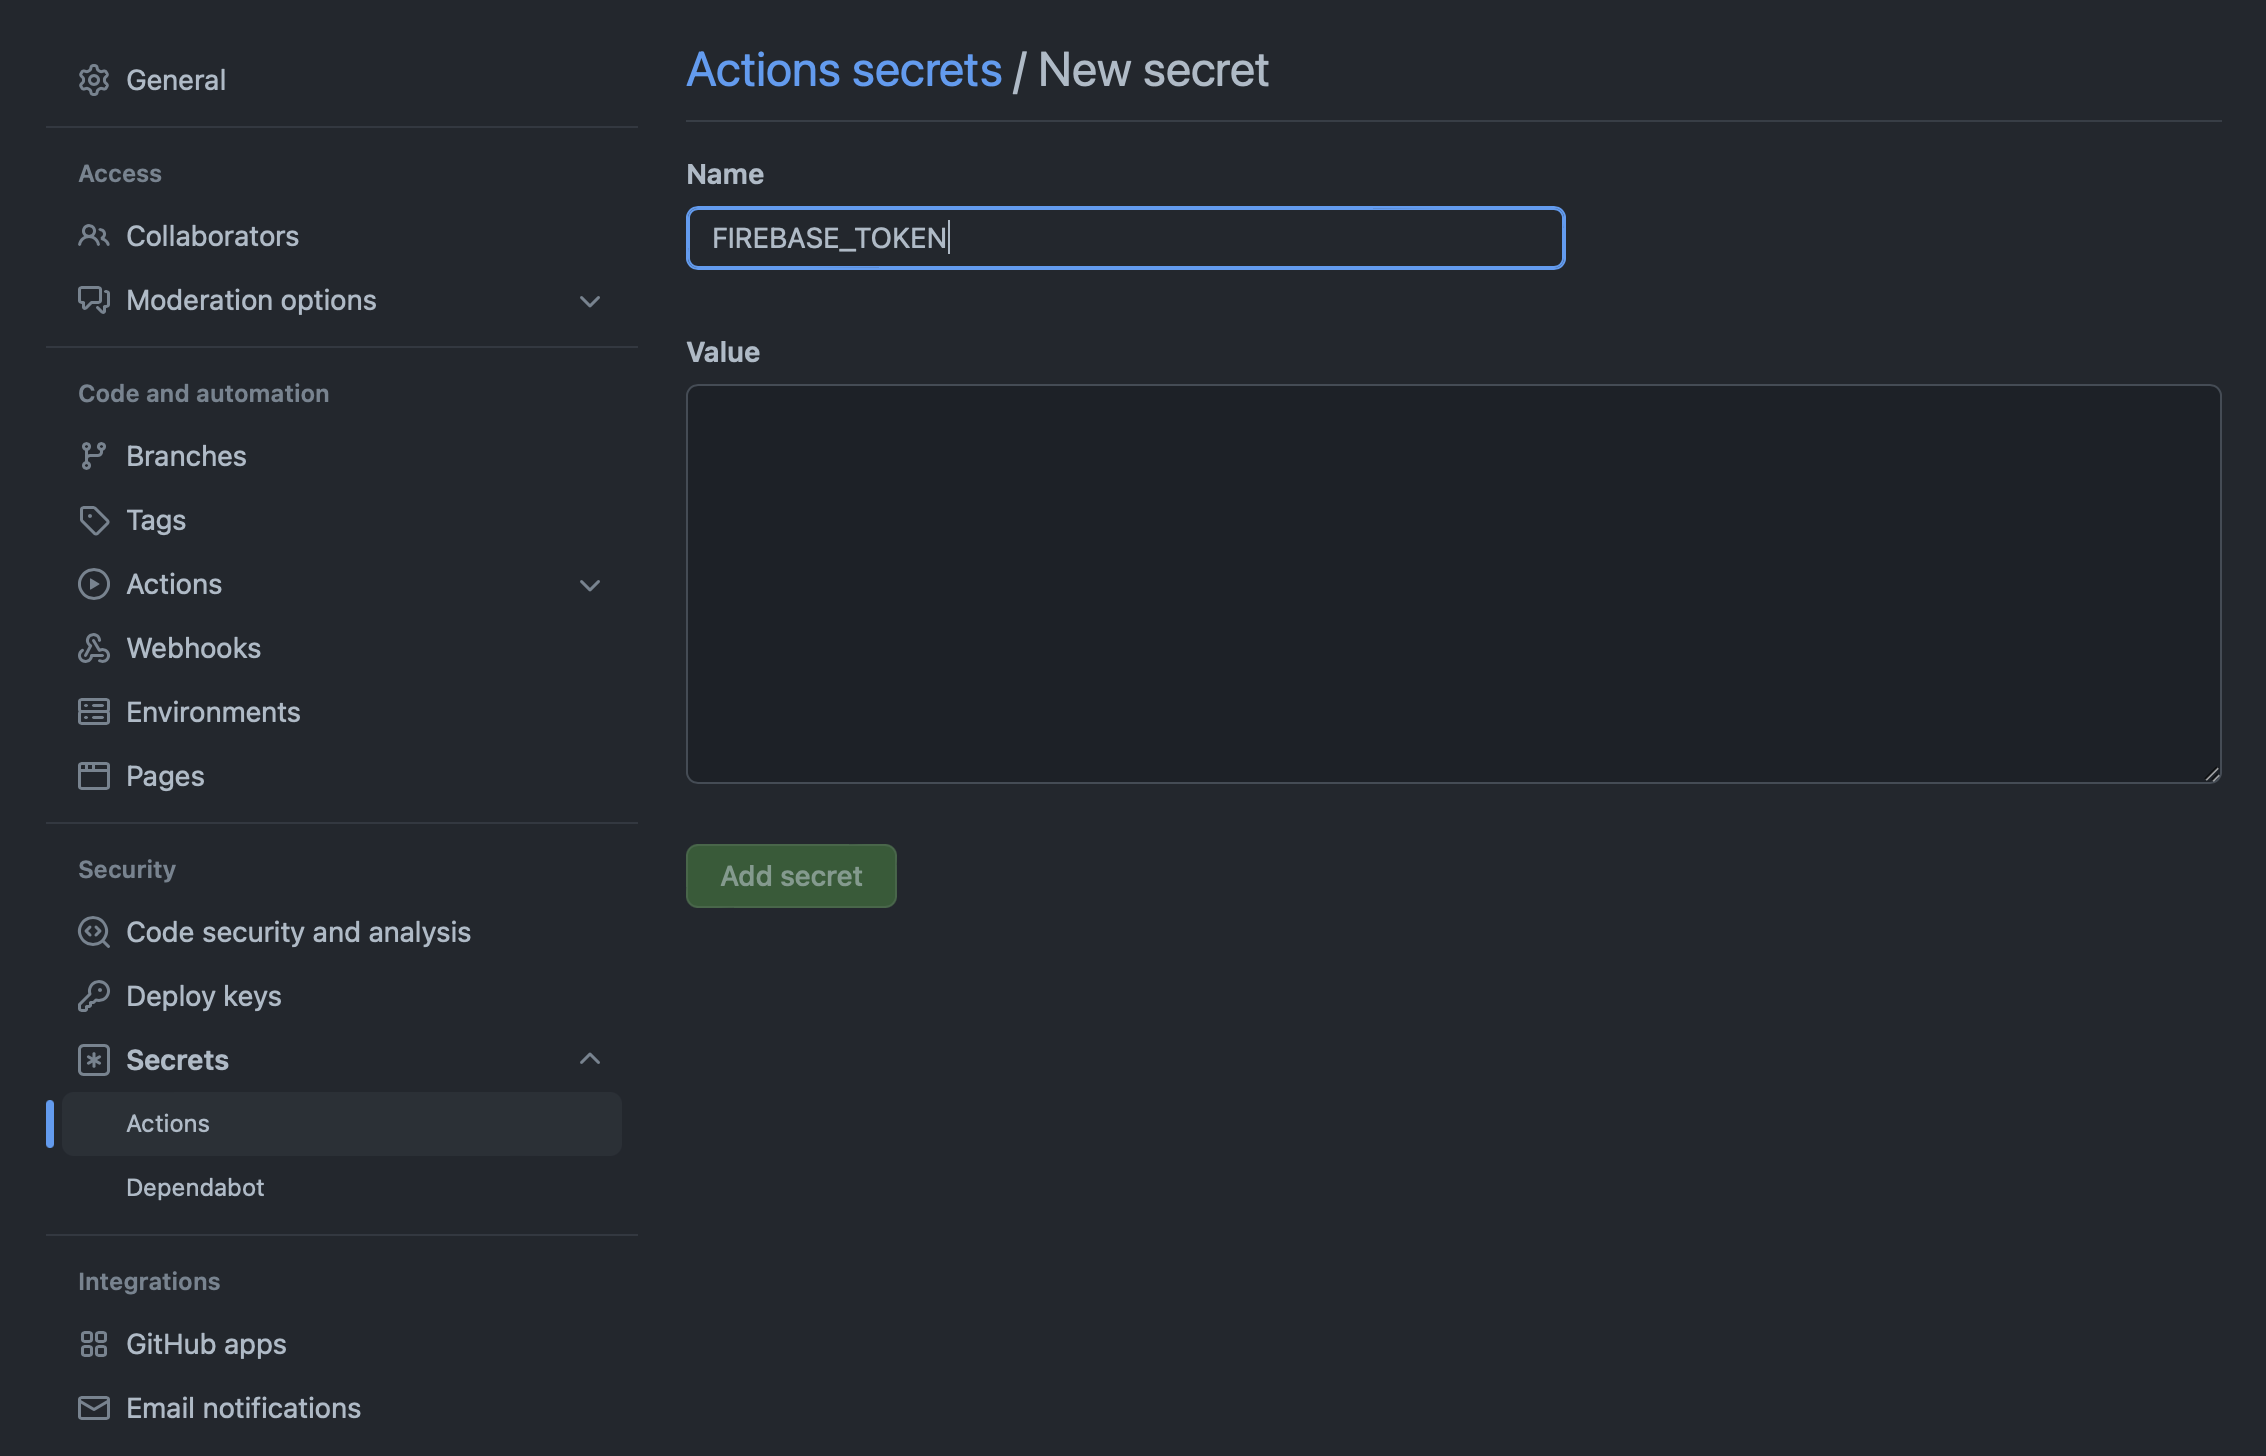 General
Access
Collaborators
Moderation options
Code and automation
Branches
Tags
Actions
Webhooks
Environments
Pages
Security
Code security and analysis
Deploy keys
Secrets
Actions
Dependabot
Integrations
GitHub apps
Email notifications
Actions secrets / New secret
Name
FIREBASE_TOKEN
Value
Add secret